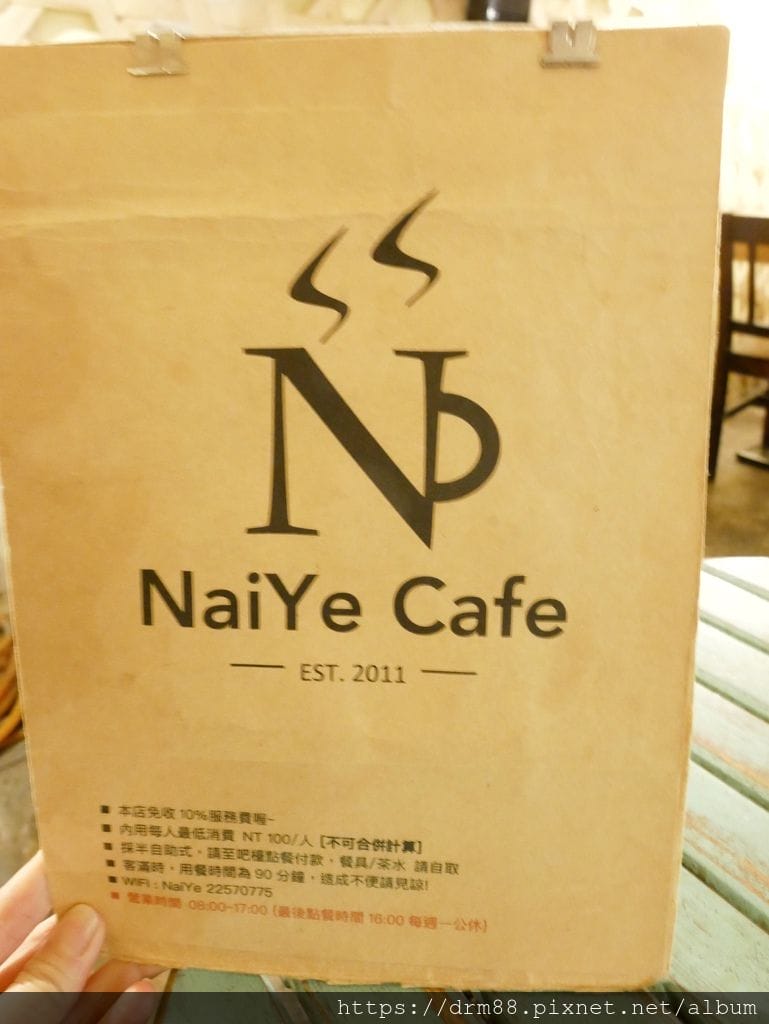 N
NaiYe Cafe
EST. 2011
■ 本店免收 10%服務費喔~
■ 內用每人最低消費 NT 100/人 [不可合併計算]
■ 採半自助式，請至吧檯點餐付款，餐具/茶水 請自取
■ 客滿時，用餐時間為 90 分鐘，造成不便請見諒!
■ WIFI : NaiYe 22570775
■ 營業時間 08:00~17:00 (最後點餐時間 16:00 每週一公休)
https://drm88.pixnet.net/album